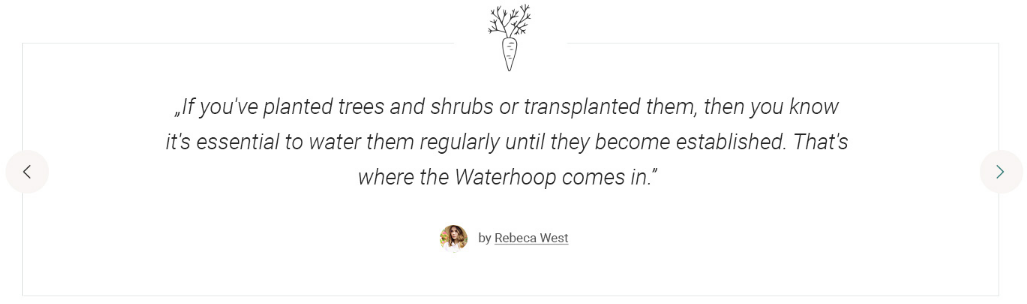 „If you've planted trees and shrubs or transplanted them, then you know
it's essential to water them regularly until they become established. That's
where the Waterhoop comes in.”
by Rebeca West